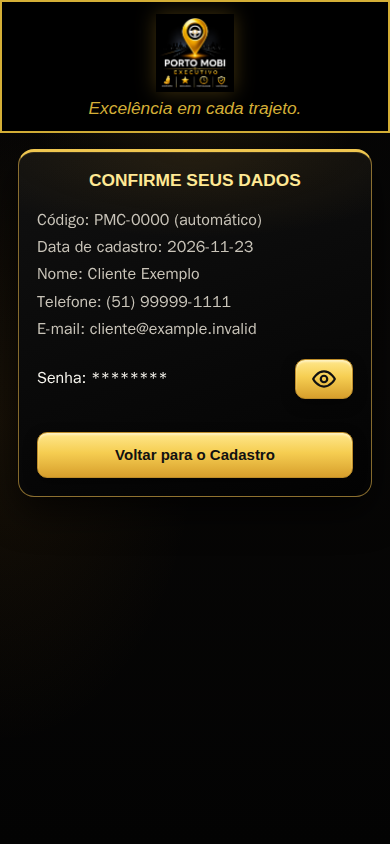 PORTO MOBI
EXECUTIVO
Excelência em cada trajeto.
CONFIRME SEUS DADOS
Código: PMC-0000 (automático)
Data de cadastro: 2026-11-23
Nome: Cliente Exemplo
Telefone: (51) 99999-1111
E-mail: cliente@example.invalid
Senha: ********
Voltar para o Cadastro